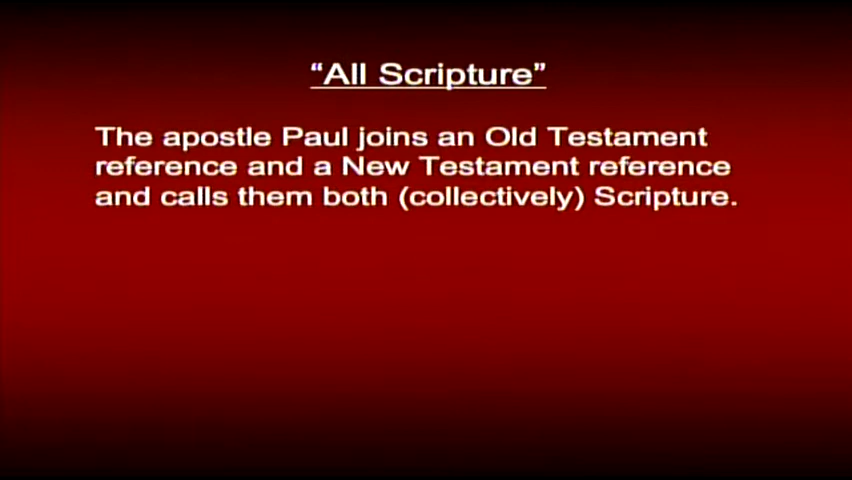 “All Scripture”
The apostle Paul joins an Old Testament
reference and a New Testament reference
and calls them both (collectively) Scripture.